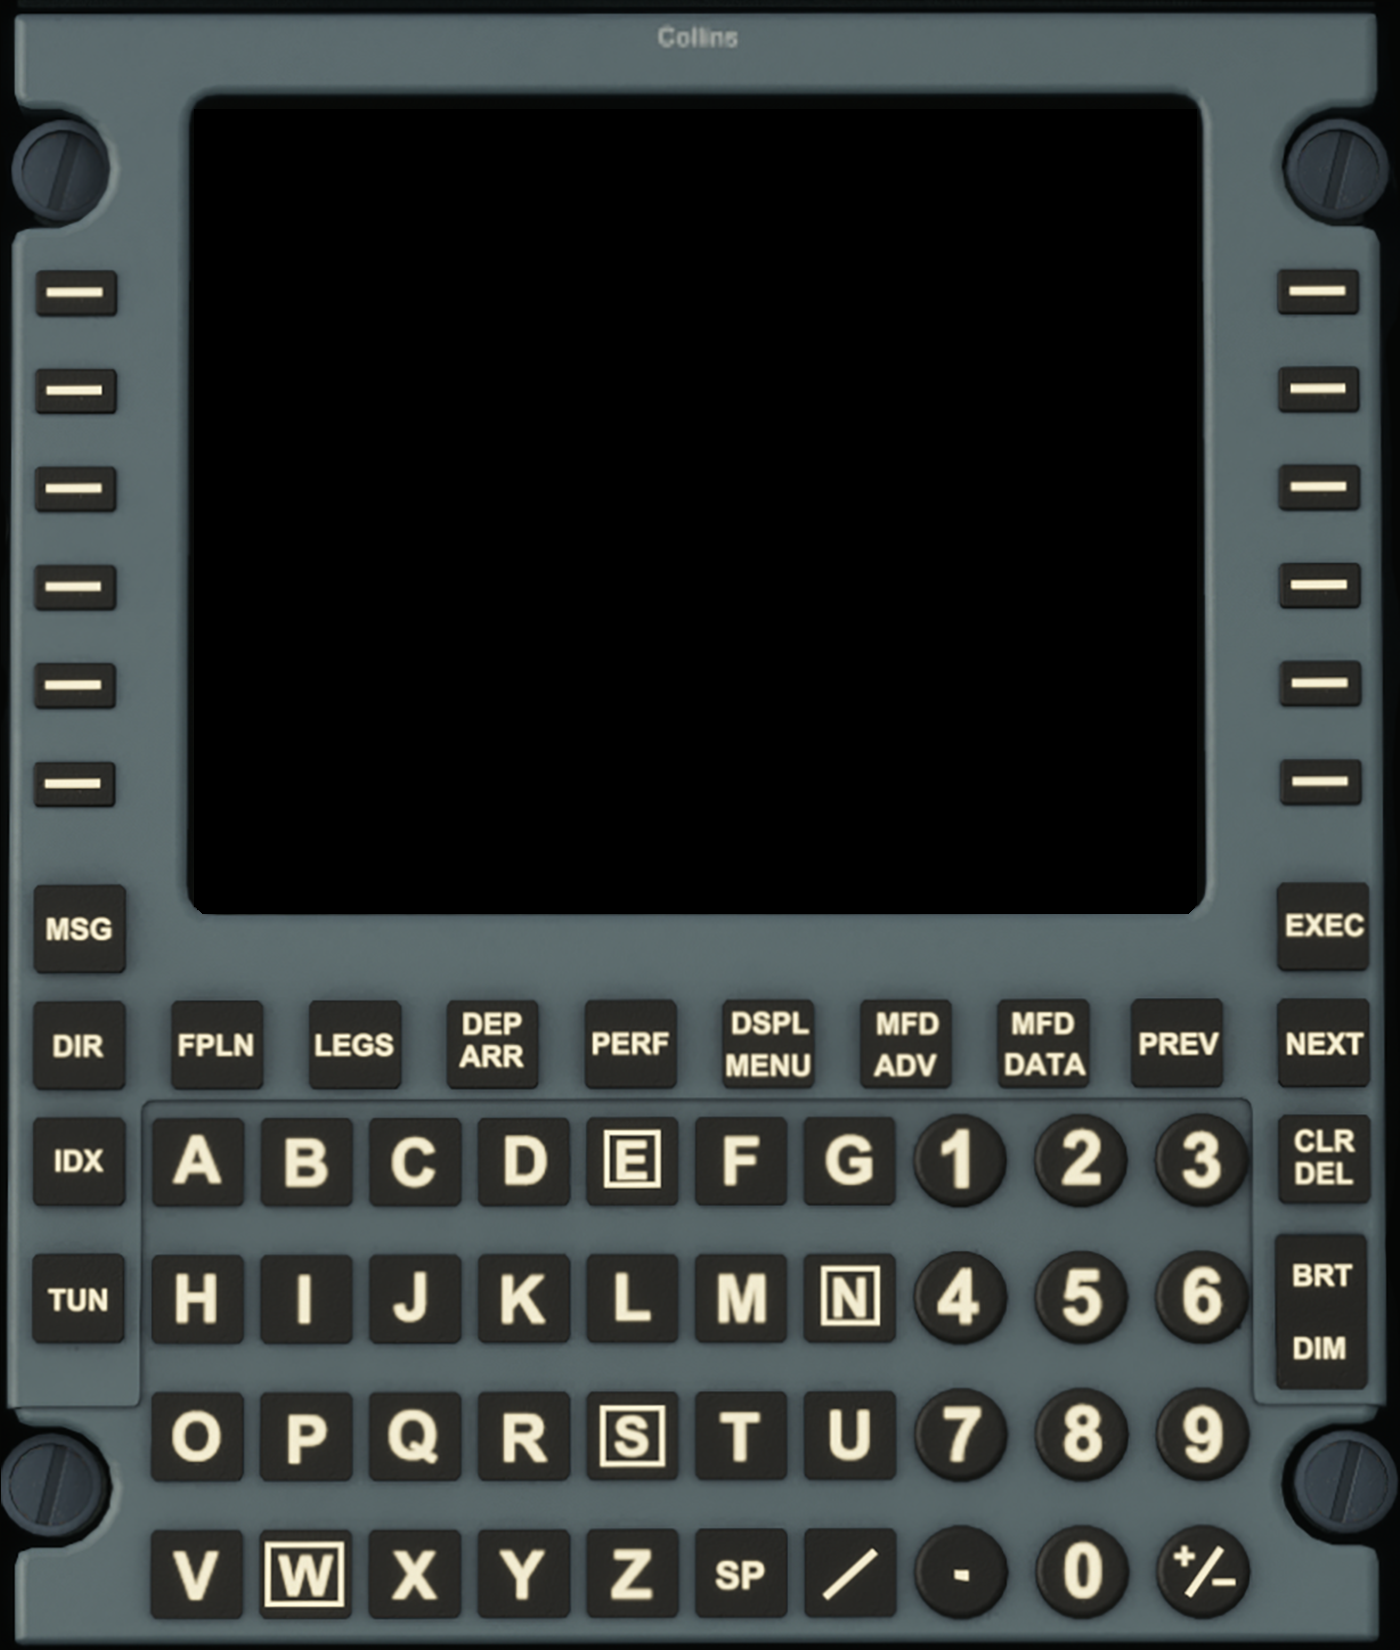 Collins
MSG
EXEC
DIR
FPLN
LEGS
DEP
ARR
PERF
DSPL
MENU
MFD
ADV
MFD
DATA
PREV
NEXT
IDX
A B C D E F G 1 2 3
CLR
DEL
TUN
H I J K L M N 4 5 6
BRT
DIM
O P Q R S T U 7 8 9
V W X Y Z SP / . 0 +/-